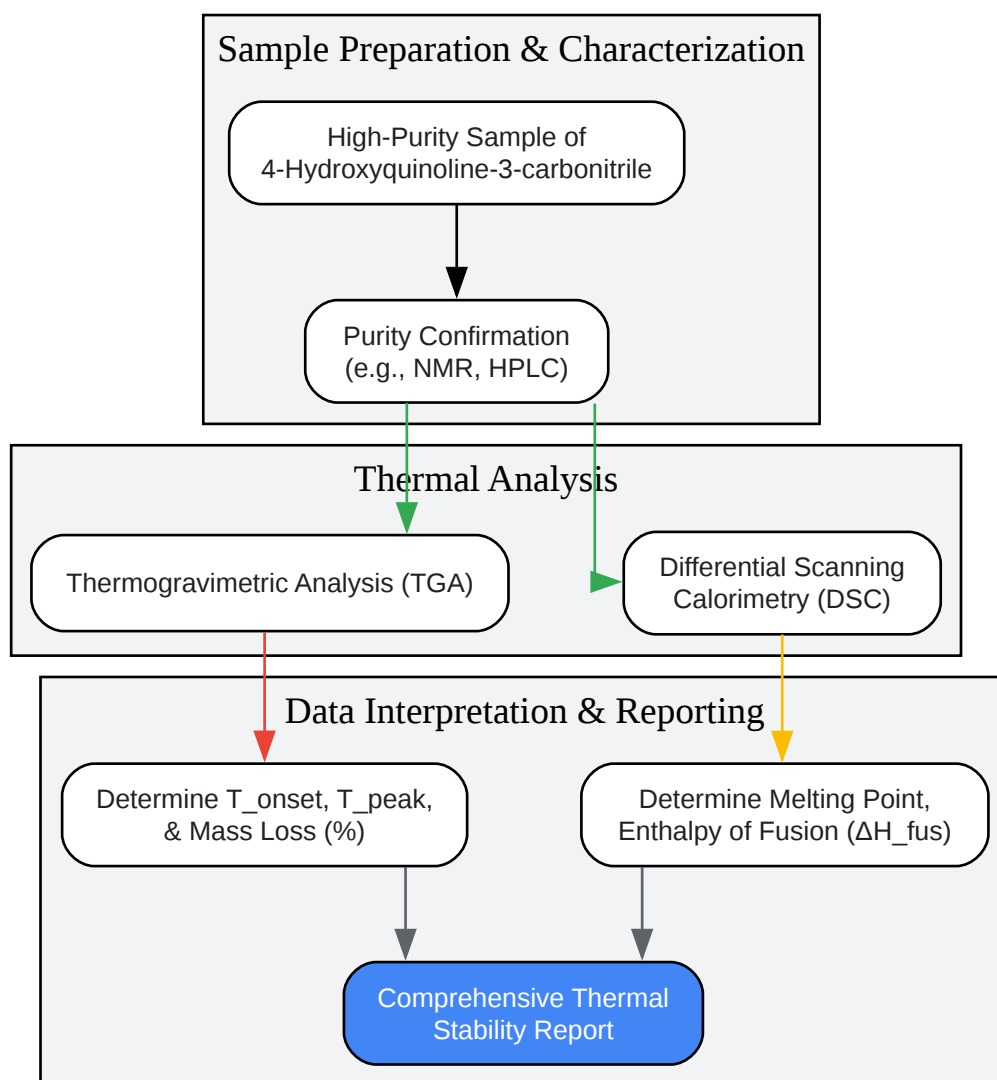 Sample Preparation & Characterization
High-Purity Sample of
4-Hydroxyquinoline-3-carbonitrile
Purity Confirmation
(e.g., NMR, HPLC)
Thermal Analysis
Thermogravimetric Analysis (TGA)
Differential Scanning
Calorimetry (DSC)
Data Interpretation & Reporting
Determine T_onset, T_peak,
& Mass Loss (%)
Determine Melting Point,
Enthalpy of Fusion (ΔH_fus)
Comprehensive Thermal
Stability Report